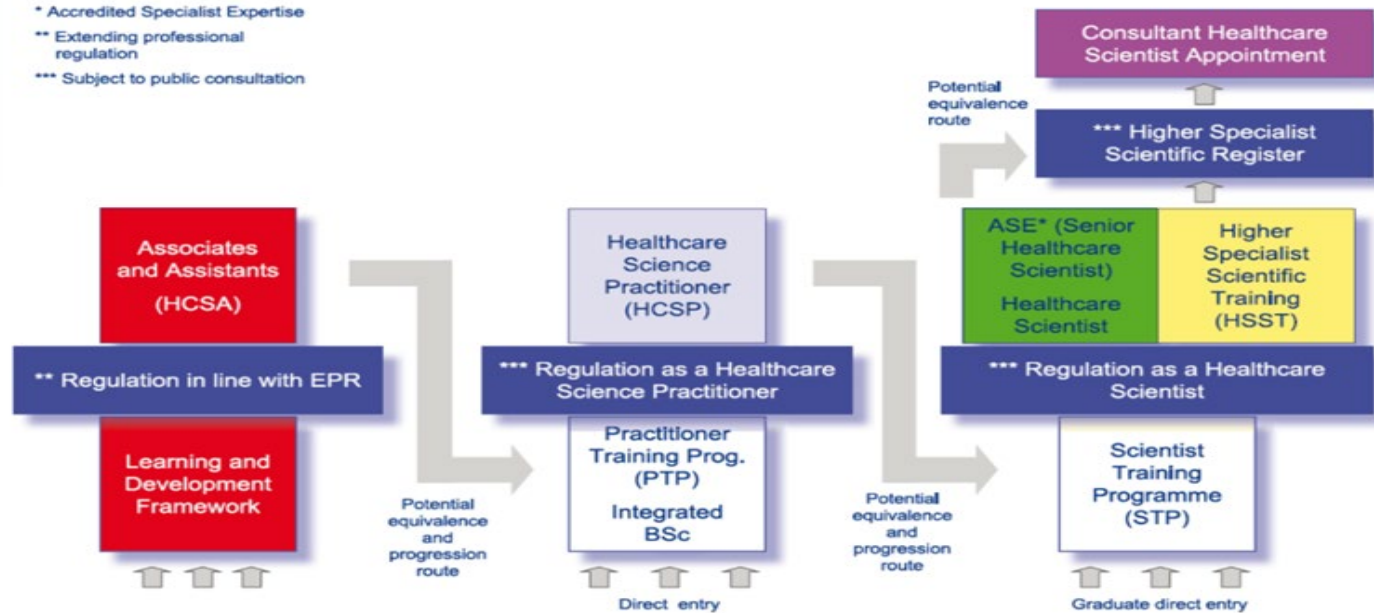 * Accredited Specialist Expertise
** Extending professional
regulation
*** Subject to public consultation
Consultant Healthcare
Scientist Appointment
Potential
equivalence
route
*** Higher Specialist
Scientific Register
Associates
and Assistants
(HCSA)
Healthcare
Science
Practitioner
(HCSP)
ASE* (Senior
Healthcare
Scientist)
Healthcare
Scientist
Higher
Specialist
Scientific
Training
(HSST)
** Regulation in line with EPR
*** Regulation as a Healthcare
Science Practitioner
*** Regulation as a Healthcare
Scientist
Learning and
Development
Framework
Potential
equivalence
and
progression
route
Practitioner
Training Prog.
(PTP)
Integrated
BSc
Potential
equivalence
and
progression
route
Scientist
Training
Programme
(STP)
Direct entry
Graduate direct entry